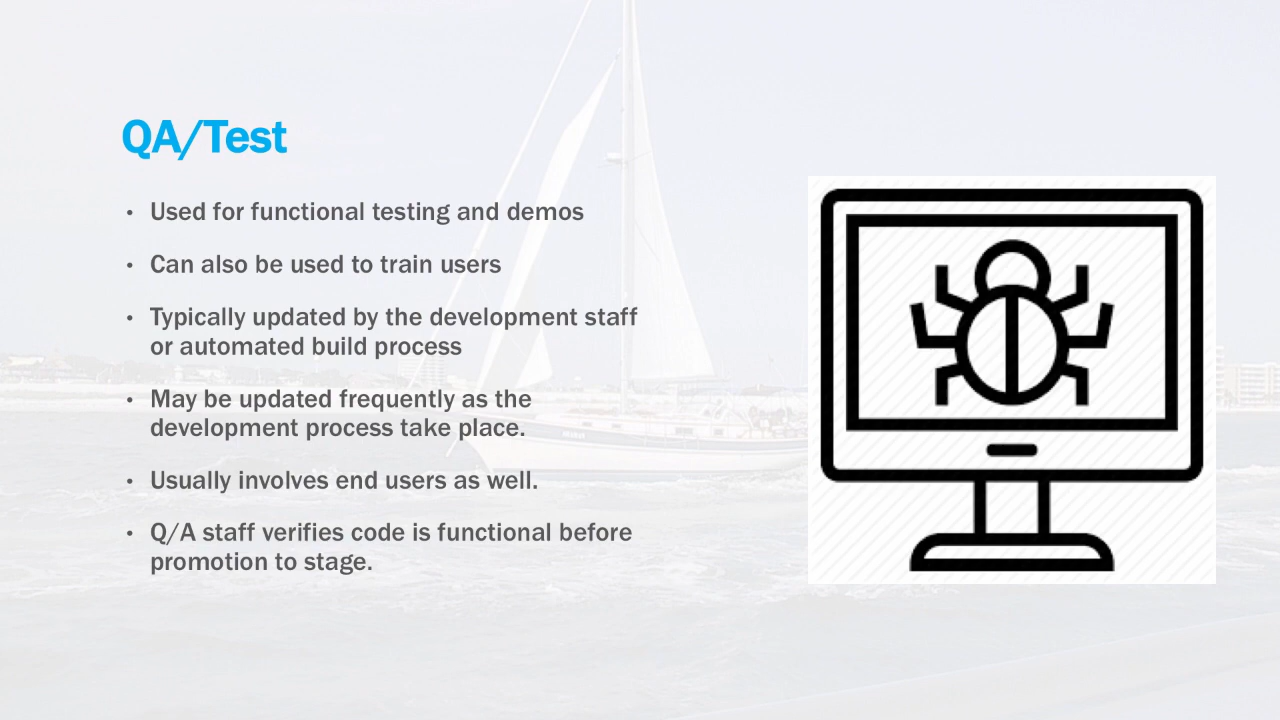 QA/Test
• Used for functional testing and demos
• Can also be used to train users
• Typically updated by the development staff
or automated build process
• May be updated frequently as the
development process take place.
• Usually involves end users as well.
• Q/A staff verifies code is functional before
promotion to stage.